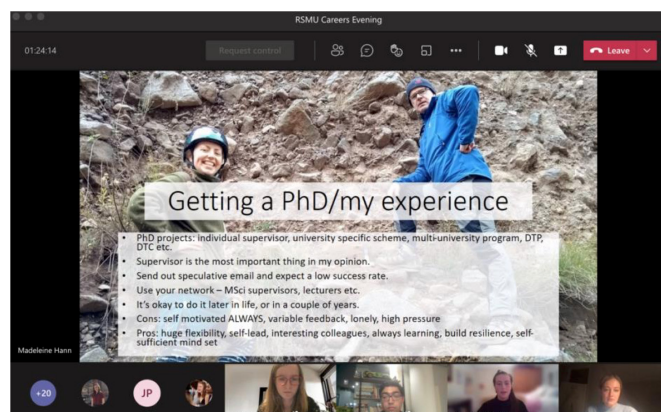 RSMU Careers Evening
01:24:14
Request control
Leave
Getting a PhD/my experience
• PhD projects: individual supervisor, university specific scheme, multi-university program, DTP,
DTC etc.
• Supervisor is the most important thing in my opinion.
• Send out speculative email and expect a low success rate.
• Use your network – MSci supervisors, lecturers etc.
• It's okay to do it later in life, or in a couple of years.
• Cons: self motivated ALWAYS, variable feedback, lonely, high pressure
• Pros: huge flexibility, self-lead, interesting colleagues, always learning, build resilience, self-
sufficient mind set
Madeleine Hann
+20
JP